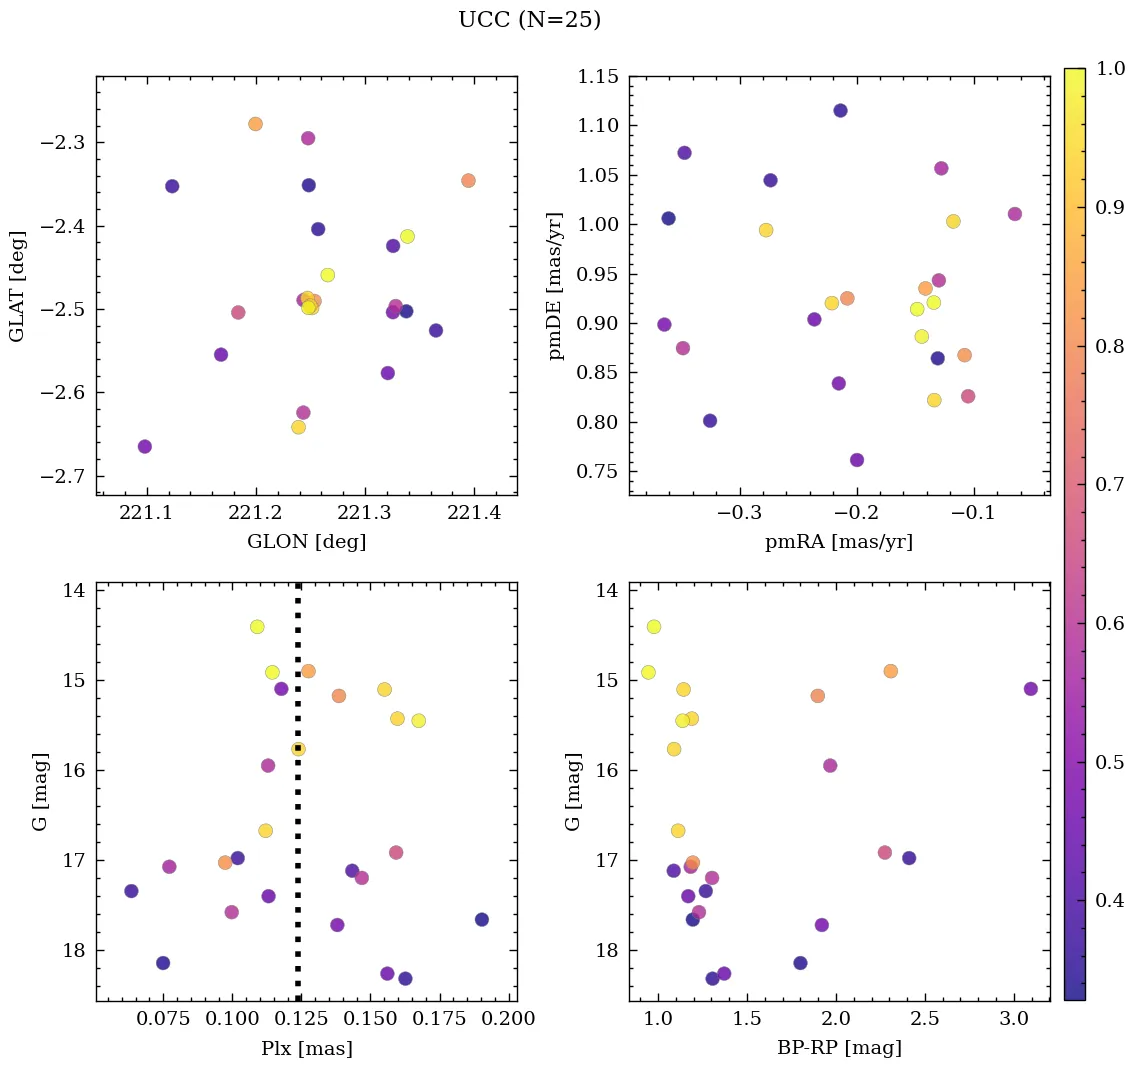 UCC (N=25)
−2.3
−2.4
−2.5
−2.6
−2.7
GLAT [deg]
221.1 221.2 221.3 221.4
GLON [deg]
1.15
1.10
1.05
1.00
0.95
0.90
0.85
0.80
0.75
pmDE [mas/yr]
−0.3 −0.2 −0.1
pmRA [mas/yr]
14
15
16
17
18
G [mag]
0.075 0.100 0.125 0.150 0.175 0.200
Plx [mas]
14
15
16
17
18
G [mag]
1.0 1.5 2.0 2.5 3.0
BP-RP [mag]
1.0
0.9
0.8
0.7
0.6
0.5
0.4